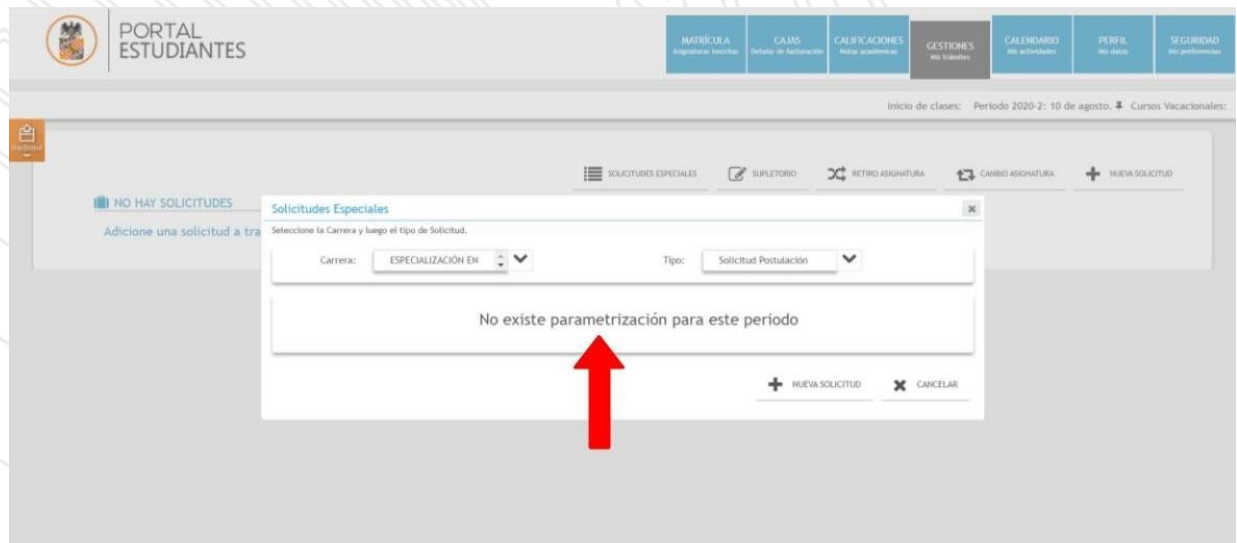 PORTAL
ESTUDIANTES
MATRÍCULA
Asignaturas Inscritas
CAJAS
Detalle de facturación
CALIFICACIONES
Notas académicas
GESTIONES
Mis trámites
CALENDARIO
Mis actividades
PERFIL
Mis datos
SEGURIDAD
Mis preferencias
Inicio de clases: Periodo 2020-2: 10 de agosto. Cursos Vacacionales:
SOLICITUDES ESPECIALES
SUPLETORIO
RETIRO ASIGNATURA
CAMBIO ASIGNATURA
NUEVA SOLICITUD
NO HAY SOLICITUDES
Adicione una solicitud a tra
Solicitudes Especiales
Seleccione la Carrera y luego el tipo de Solicitud.
Carrera: ESPECIALIZACIÓN EN Tipo: Solicitud Postulación
No existe parametrización para este periodo
NUEVA SOLICITUD CANCELAR